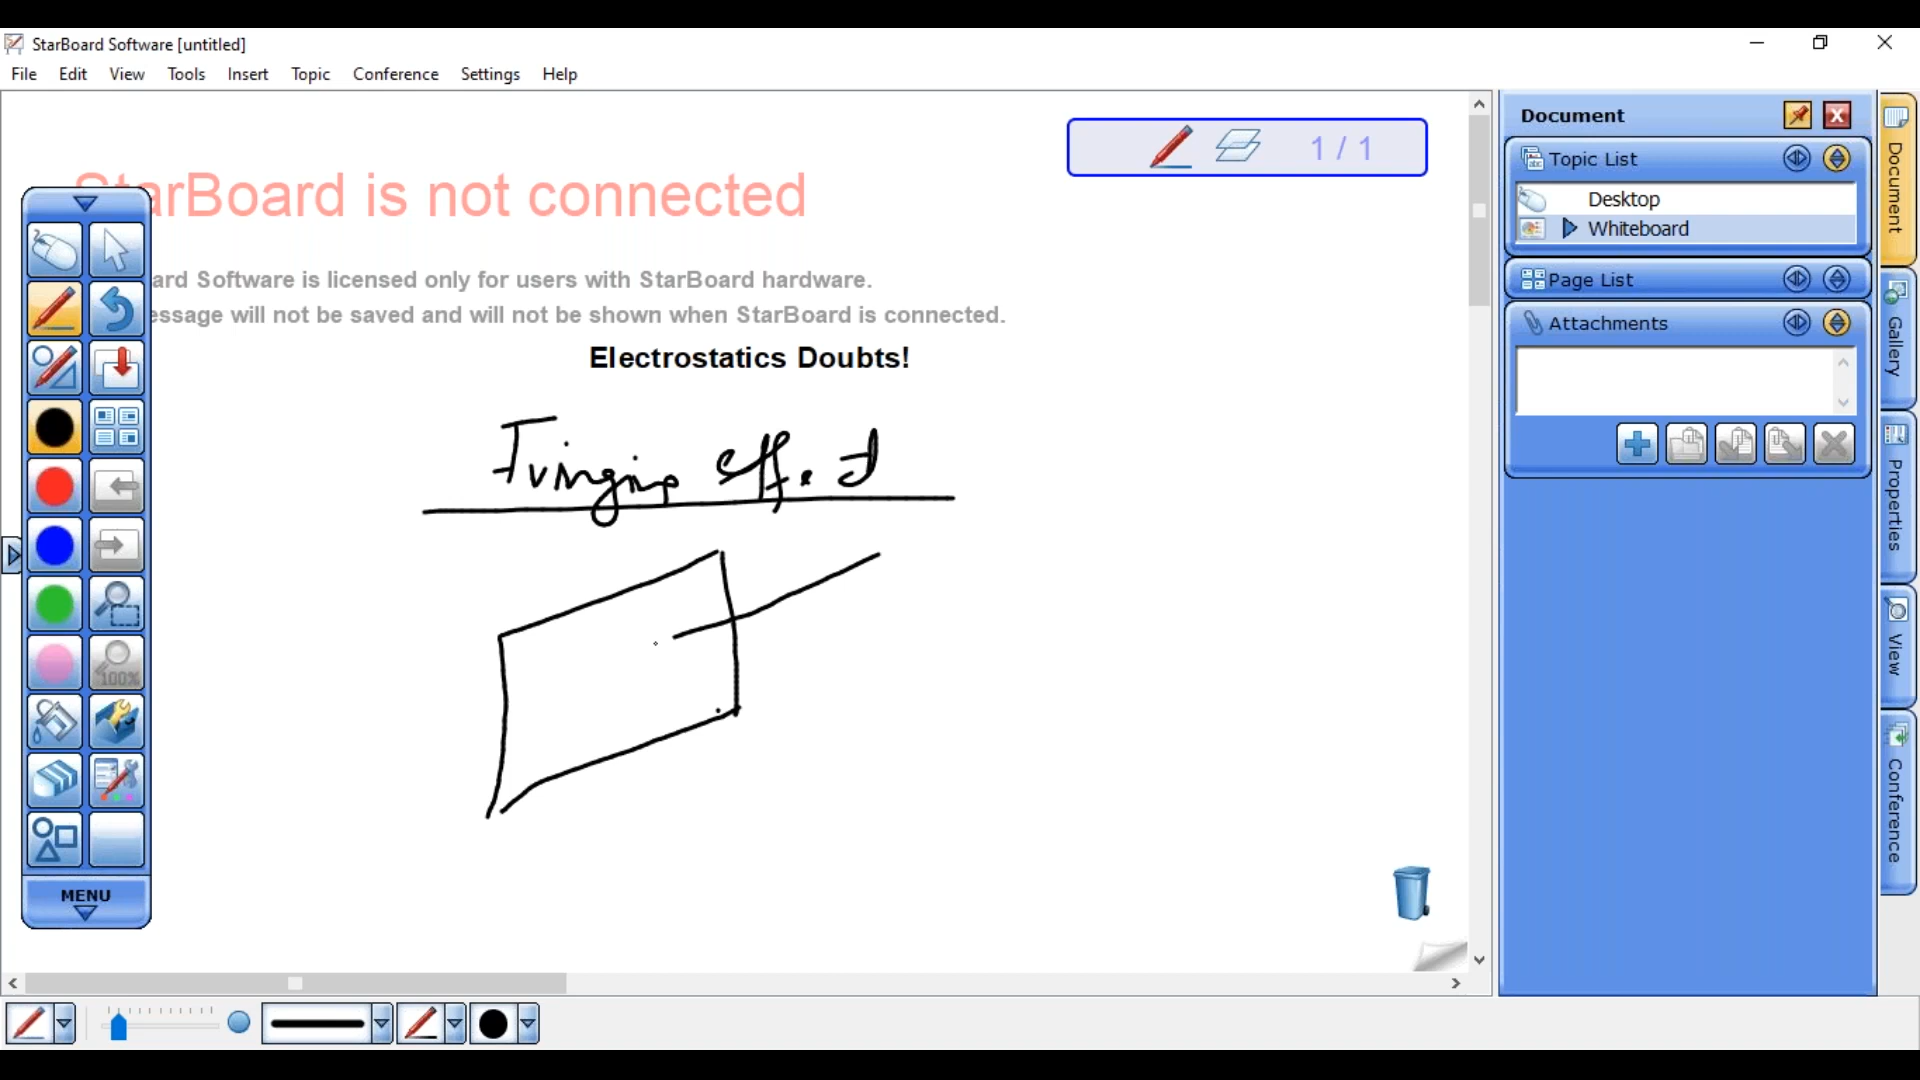 StarBoard Software [untitled]
File Edit View Tools Insert Topic Conference Settings Help
StarBoard is not connected
1 / 1
ard Software is licensed only for users with StarBoard hardware.
essage will not be saved and will not be shown when StarBoard is connected.
Electrostatics Doubts!
Fringing effect
100%
MENU
Document
Topic List
Desktop
Whiteboard
Page List
Attachments
Document
Gallery
Properties
View
Conference